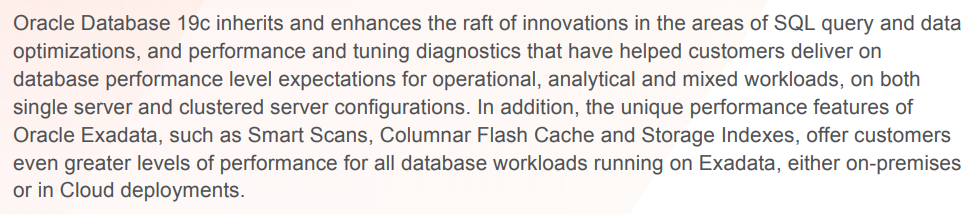 Oracle Database 19c inherits and enhances the raft of innovations in the areas of SQL query and data
optimizations, and performance and tuning diagnostics that have helped customers deliver on
database performance level expectations for operational, analytical and mixed workloads, on both
single server and clustered server configurations. In addition, the unique performance features of
Oracle Exadata, such as Smart Scans, Columnar Flash Cache and Storage Indexes, offer customers
even greater levels of performance for all database workloads running on Exadata, either on-premises
or in Cloud deployments.